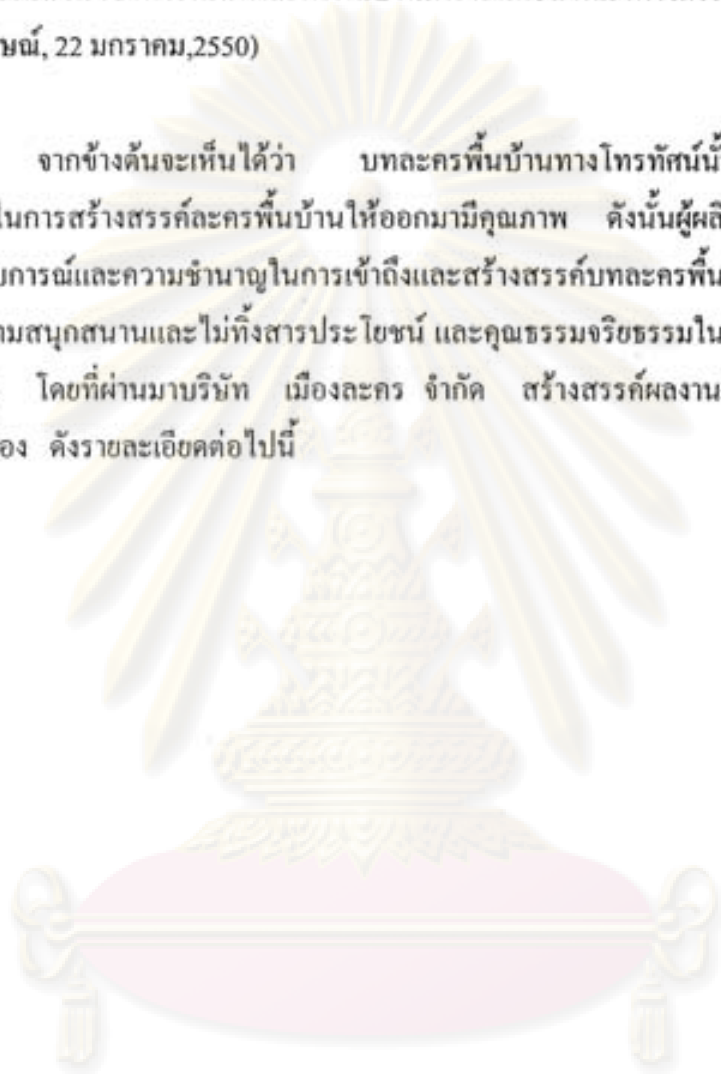 ษณ์, 22 มกราคม,2550)
จากข้างต้นจะเห็นได้ว่า บทละครพื้นบ้านทางโทรทัศน์นั้
ในการสร้างสรรค์ละครพื้นบ้านให้ออกมามีคุณภาพ ดังนั้นผู้ผลิ
บการณ์และความชำนาญในการเข้าถึงและสร้างสรรค์บทละครพื้น
ามสนุกสนานและไม่ทิ้งสารประโยชน์ และคุณธรรมจริยธรรมใน
โดยที่ผ่านมาบริษัท เมืองละคร จำกัด สร้างสรรค์ผลงาน
อง ดังรายละเอียดต่อไปนี้